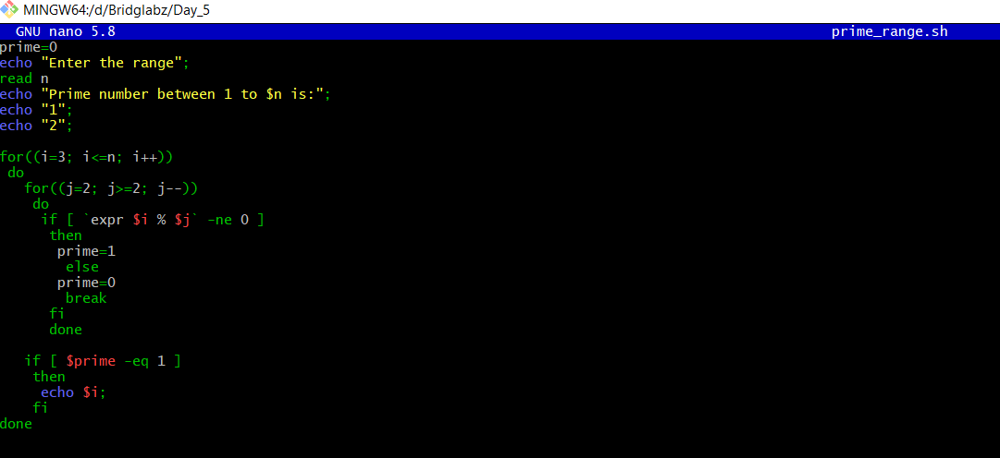 MINGW64:/d/Bridglabz/Day_5
GNU nano 5.8 prime_range.sh
prime=0
echo "Enter the range";
read n
echo "Prime number between 1 to $n is:";
echo "1";
echo "2";

for((i=3; i<=n; i++))
 do
   for((j=2; j>=2; j--))
    do
     if [ `expr $i % $j` -ne 0 ]
      then
       prime=1
        else
       prime=0
        break
      fi
      done

   if [ $prime -eq 1 ]
    then
     echo $i;
    fi
done